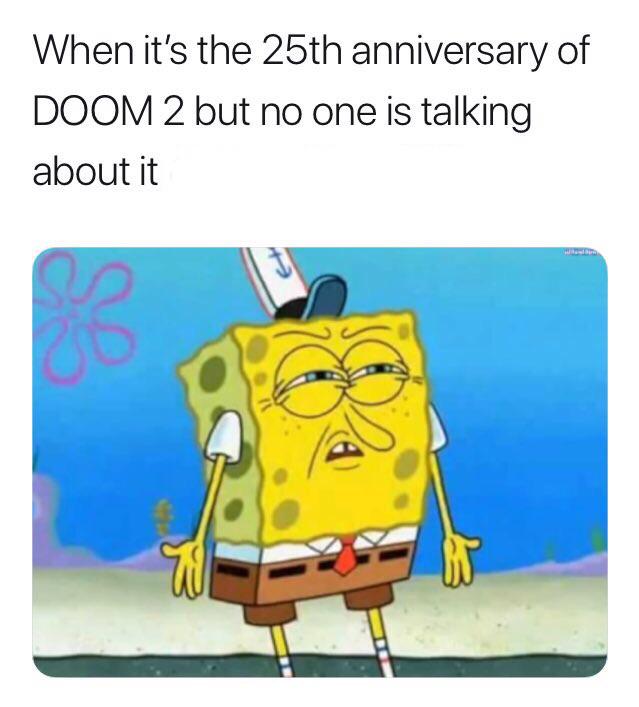 When it’s the 25th anniversary of
DOOM 2 but no one is talking
about it